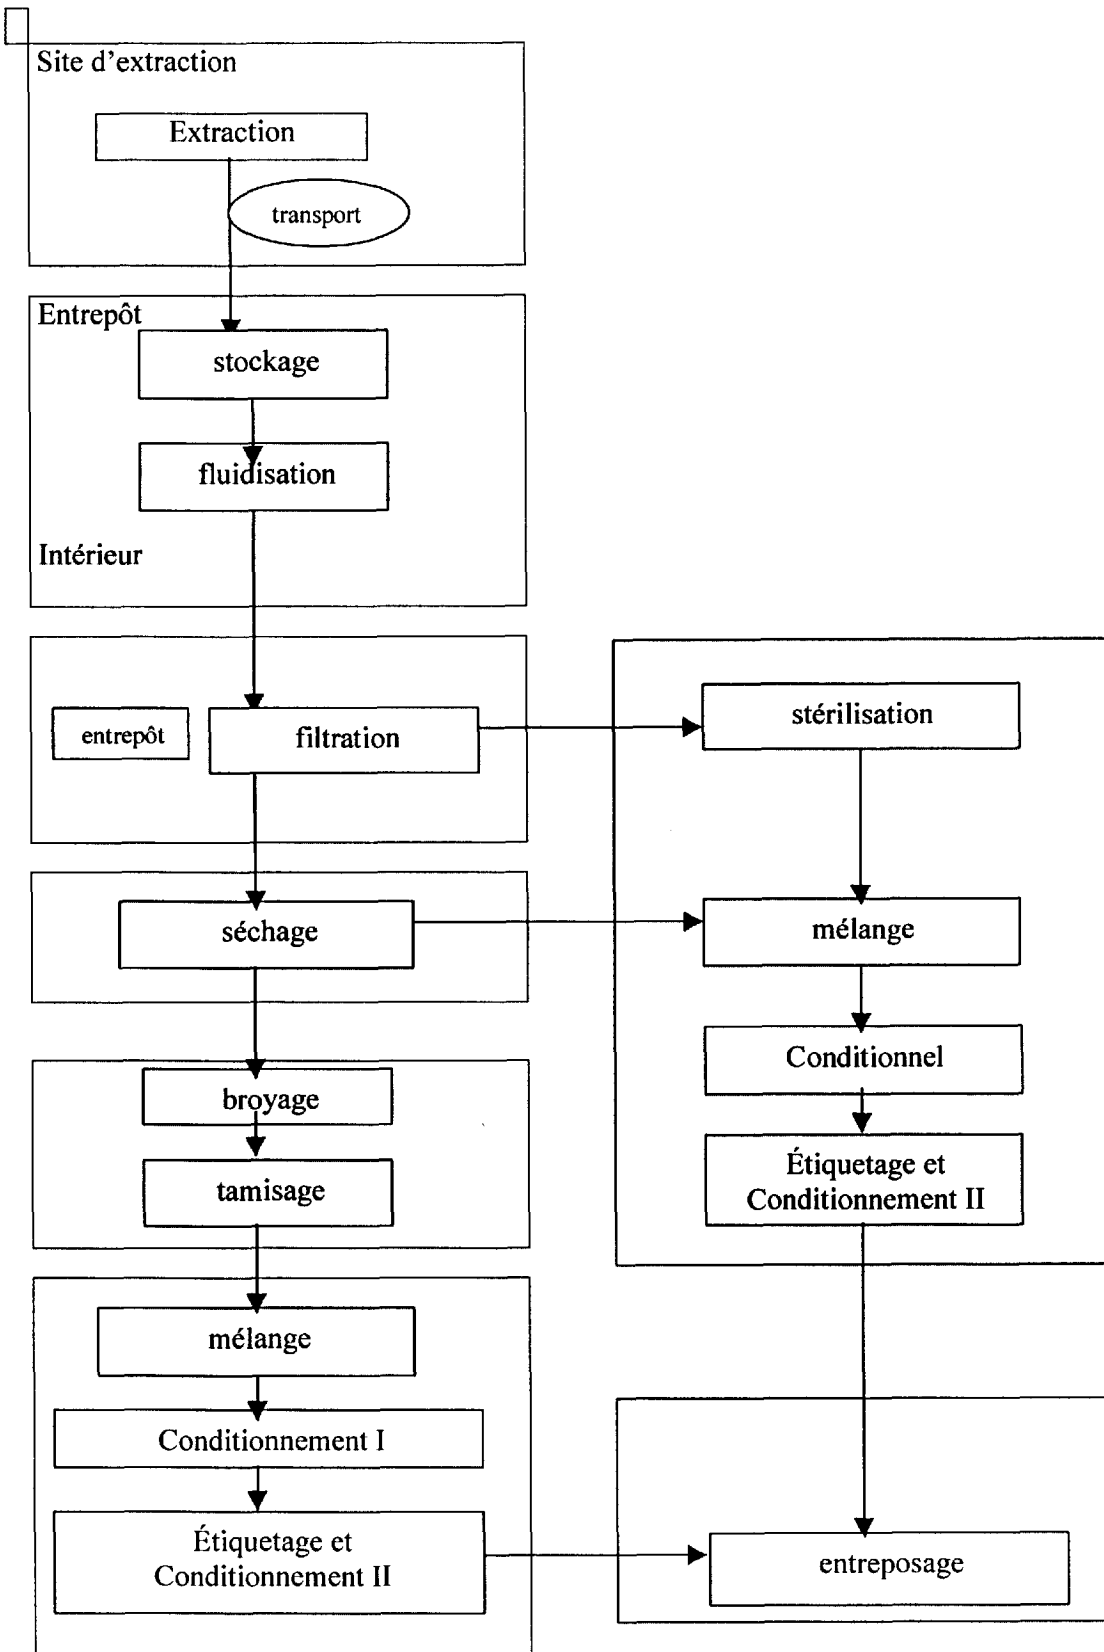 Site d'extraction
Extraction
transport
Entrepôt
stockage
fluidisation
Intérieur
entrepôt
filtration
séchage
broyage
tamisage
mélange
Conditionnement I
Étiquetage et
Conditionnement II
stérilisation
mélange
Conditionnel
Étiquetage et
Conditionnement II
entreposage